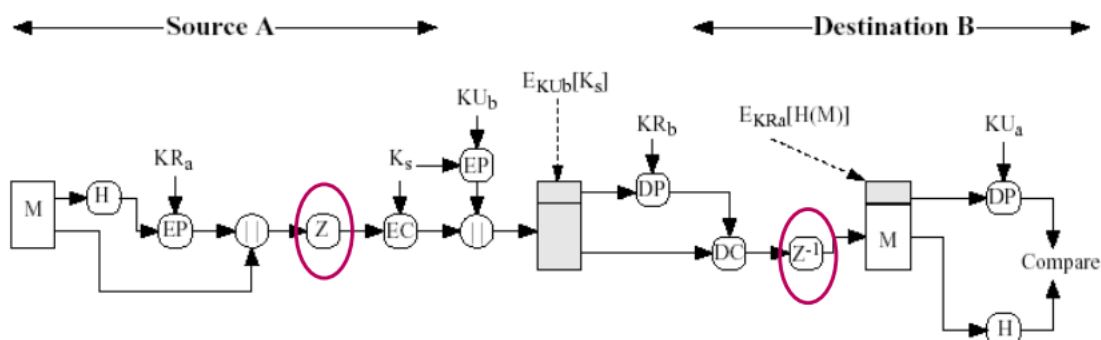 Source A
Destination B
E_KUb[K_s]
KU_b
KR_b
E_KRa[H(M)]
KU_a
KR_a
K_s
EP
M
H
EP
||
Z
EC
||
DP
DC
Z⁻¹
M
DP
Compare
H